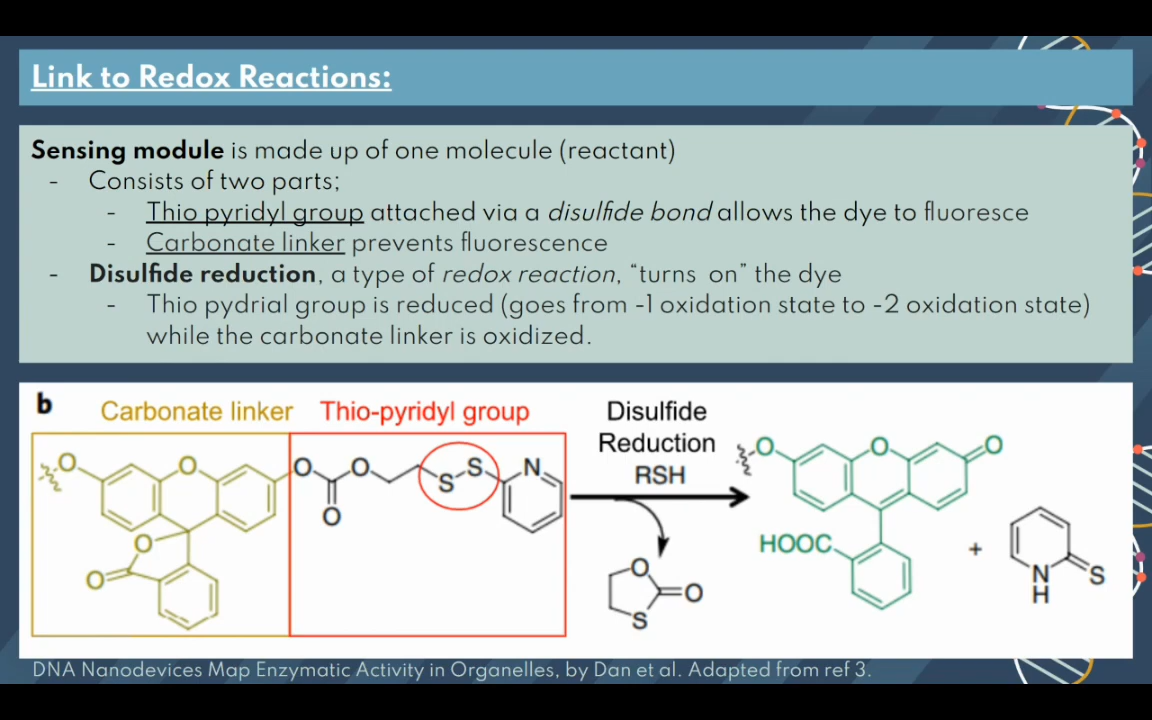 Link to Redox Reactions:
Sensing module is made up of one molecule (reactant)
- Consists of two parts;
- Thio pyridyl group attached via a disulfide bond allows the dye to fluoresce
- Carbonate linker prevents fluorescence
- Disulfide reduction, a type of redox reaction, “turns on” the dye
- Thio pydrial group is reduced (goes from -1 oxidation state to -2 oxidation state)
while the carbonate linker is oxidized.
b
Carbonate linker
Thio-pyridyl group
Disulfide
Reduction
RSH
O
O
O
O
O
O
O
S
S
N
O
O
S
O
O
O
HOOC
+
N
H
S
DNA Nanodevices Map Enzymatic Activity in Organelles, by Dan et al. Adapted from ref 3.